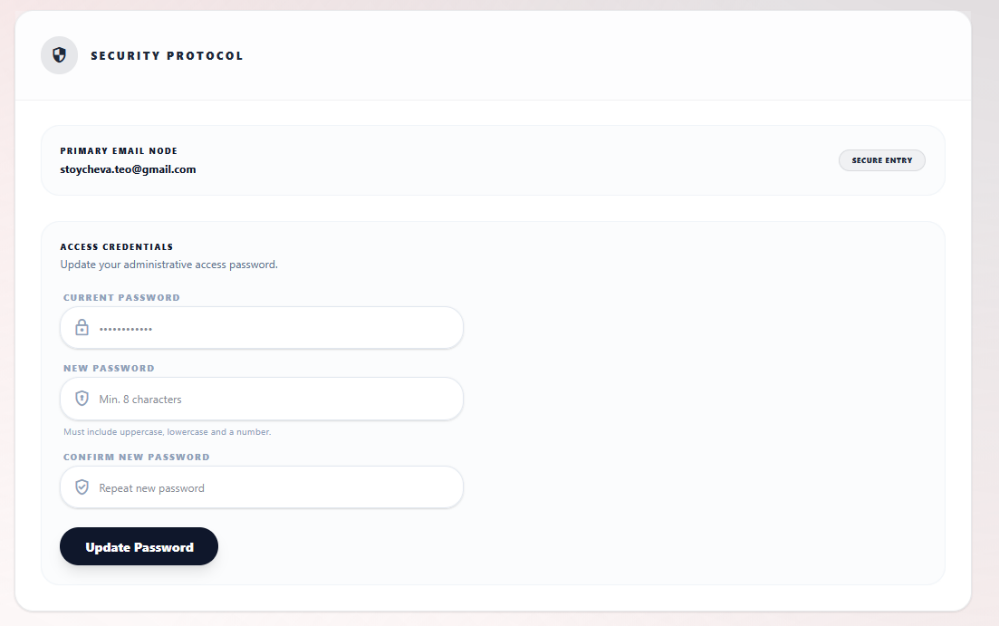 SECURITY PROTOCOL
PRIMARY EMAIL NODE
stoycheva.teo@gmail.com
SECURE ENTRY
ACCESS CREDENTIALS
Update your administrative access password.
CURRENT PASSWORD
••••••••••••
NEW PASSWORD
Min. 8 characters
Must include uppercase, lowercase and a number.
CONFIRM NEW PASSWORD
Repeat new password
Update Password